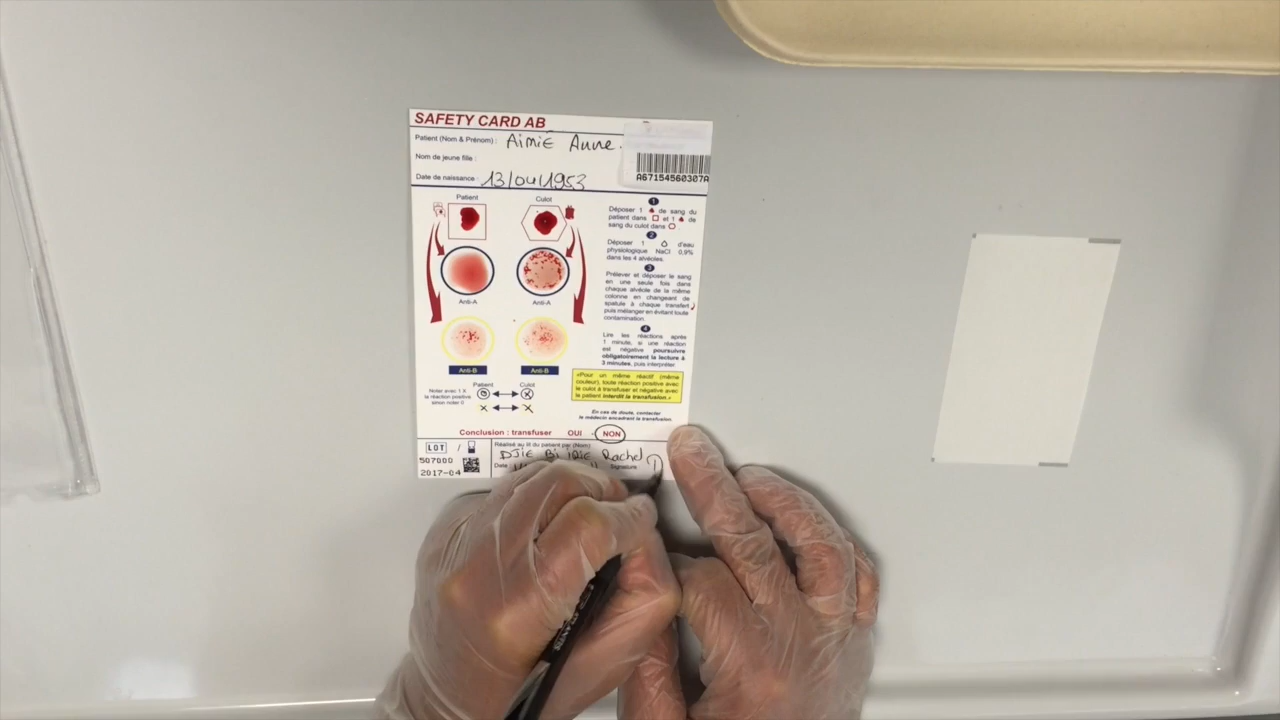 SAFETY CARD AB
Patient (Nom & Prénom) : Aimié Anne.
Nom de jeune fille :
Date de naissance : 13/04/1953
A67154560307A
Patient
Culot
Anti-A
Anti-A
Anti-B
Anti-B
Patient Culot
Noter avec 1 X
la réaction positive
sinon noter 0
1
Déposer 1 de sang du
patient dans et 1 de
sang du culot dans
2
Déposer 1 d'eau
physiologique NaCl 0,9%
dans les 4 alvéoles.
3
Prélever et déposer le sang
en une seule fois dans
chaque alvéole de la même
colonne en changeant de
spatule à chaque transfert
puis mélanger en évitant toute
contamination.
4
Lire les réactions après
1 minute, si une réaction
est négative poursuivre
obligatoirement la lecture à
3 minutes, puis interpréter.
«Pour un même réactif (même
couleur), toute réaction positive avec
le culot à transfuser et négative avec
le patient interdit la transfusion.»
En cas de doute, contacter
le médecin encadrant la transfusion
Conclusion : transfuser OUI - NON
LOT /
507000
2017-04
Réalisé au lit du patient par (Nom)
DJIE BI IRIE Rachel
Date
Signature